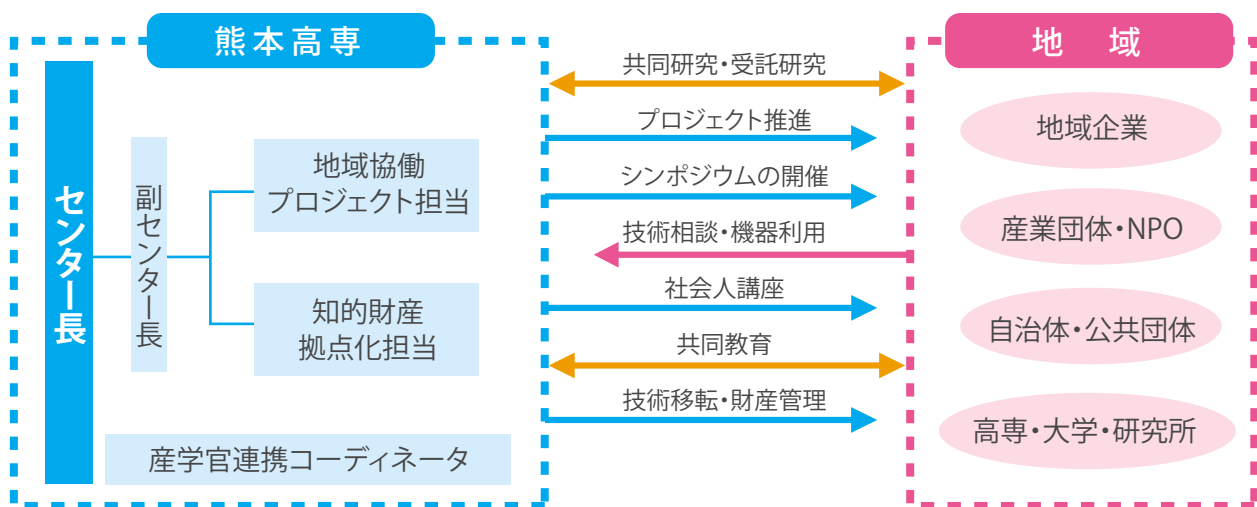 熊本高専
センター長
副センター長
地域協働
プロジェクト担当
知的財産
拠点化担当
産学官連携コーディネータ
共同研究・受託研究
プロジェクト推進
シンポジウムの開催
技術相談・機器利用
社会人講座
共同教育
技術移転・財産管理
地 域
地域企業
産業団体・NPO
自治体・公共団体
高専・大学・研究所